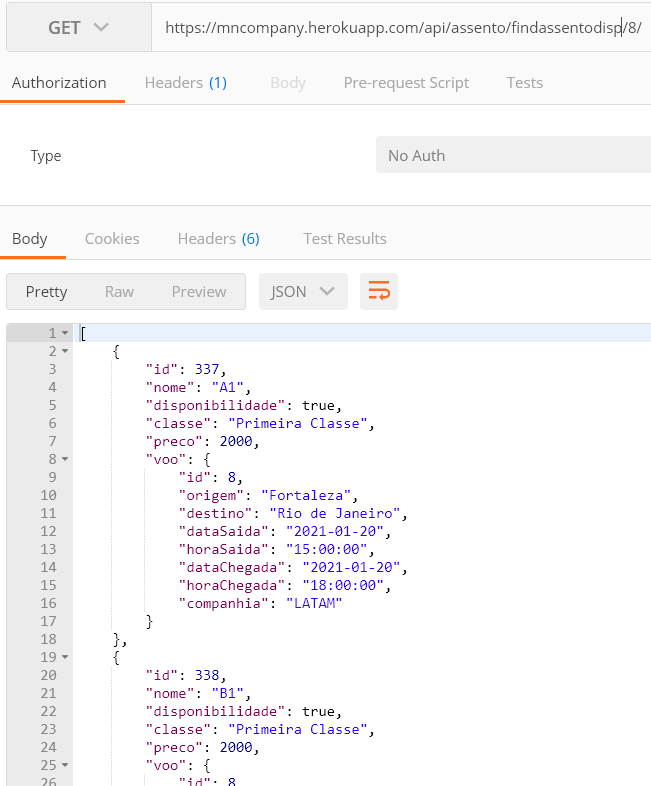 GET https://mncompany.herokuapp.com/api/assento/findassentodisp/8/
Authorization Headers (1) Body Pre-request Script Tests
Type No Auth
Body Cookies Headers (6) Test Results
Pretty Raw Preview JSON
1 [
2 {
3 "id": 337,
4 "nome": "A1",
5 "disponibilidade": true,
6 "classe": "Primeira Classe",
7 "preco": 2000,
8 "voo": {
9 "id": 8,
10 "origem": "Fortaleza",
11 "destino": "Rio de Janeiro",
12 "dataSaida": "2021-01-20",
13 "horaSaida": "15:00:00",
14 "dataChegada": "2021-01-20",
15 "horaChegada": "18:00:00",
16 "companhia": "LATAM"
17 }
18 },
19 {
20 "id": 338,
21 "nome": "B1",
22 "disponibilidade": true,
23 "classe": "Primeira Classe",
24 "preco": 2000,
25 "voo": {
26 "id": 8